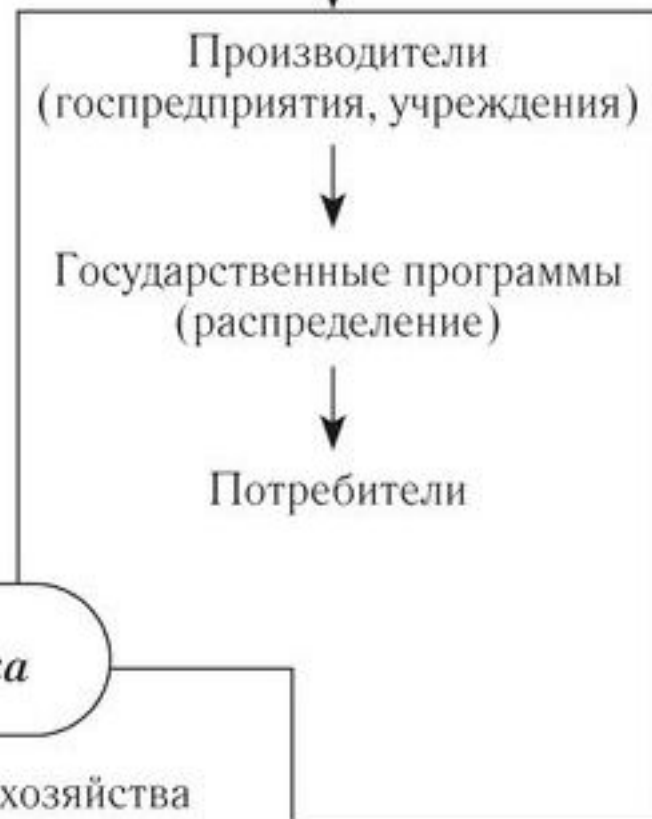 Производители
(госпредприятия, учреждения)
Государственные программы
(распределение)
Потребители
хозяйства